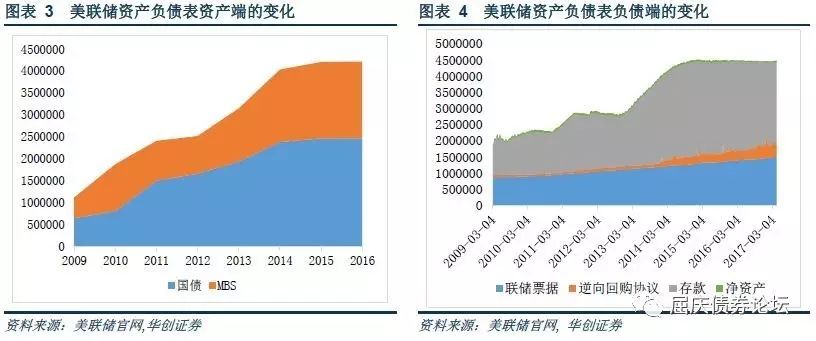 图表 3 美联储资产负债表资产端的变化
4500000
4000000
3500000
3000000
2500000
2000000
1500000
1000000
500000
0
2009 2010 2011 2012 2013 2014 2015 2016
国债 MBS
资料来源：美联储官网,华创证券
图表 4 美联储资产负债表负债端的变化
5000000
4500000
4000000
3500000
3000000
2500000
2000000
1500000
1000000
500000
0
2009-03-04 2010-03-04 2011-03-04 2012-03-04 2013-03-04 2014-03-04 2015-03-04 2016-03-04 2017-03-04
联储票据 逆向回购协议 存款 净资产
资料来源：美联储官网, 华创证券
屈庆债券论坛